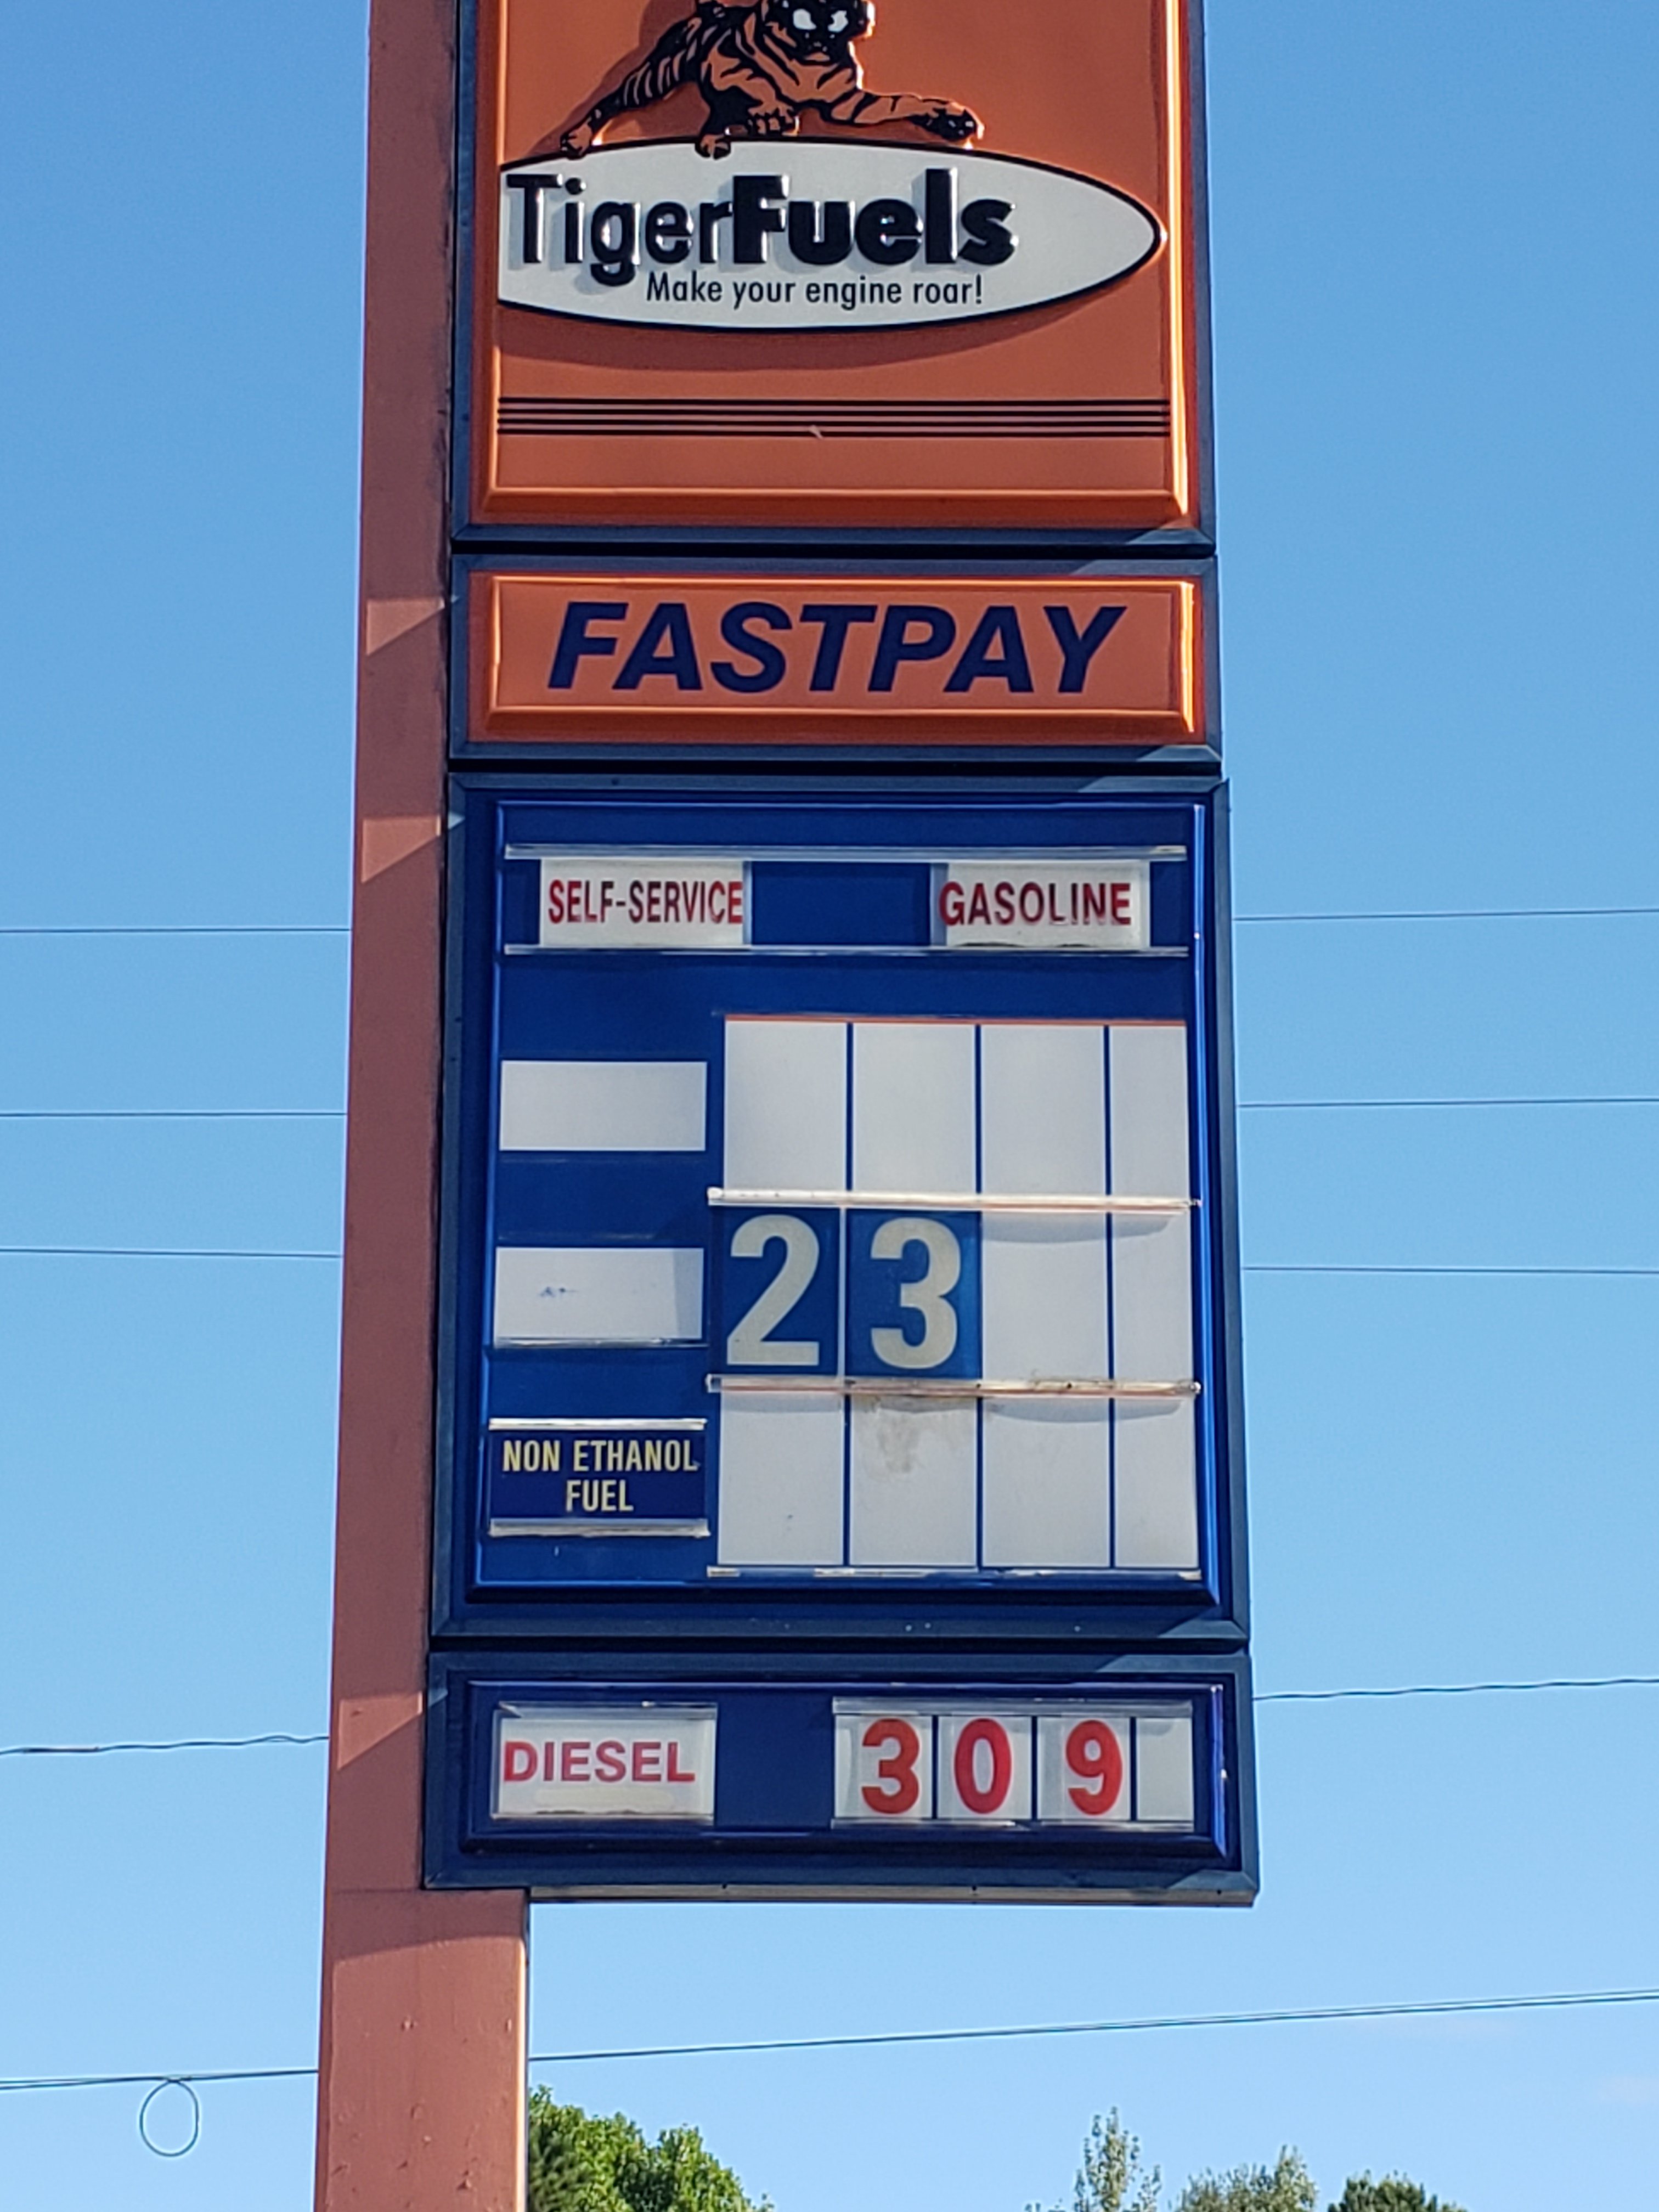 TigerFuels
Make your engine roar!
FASTPAY
SELF-SERVICE GASOLINE
23
NON ETHANOL
FUEL
DIESEL 309